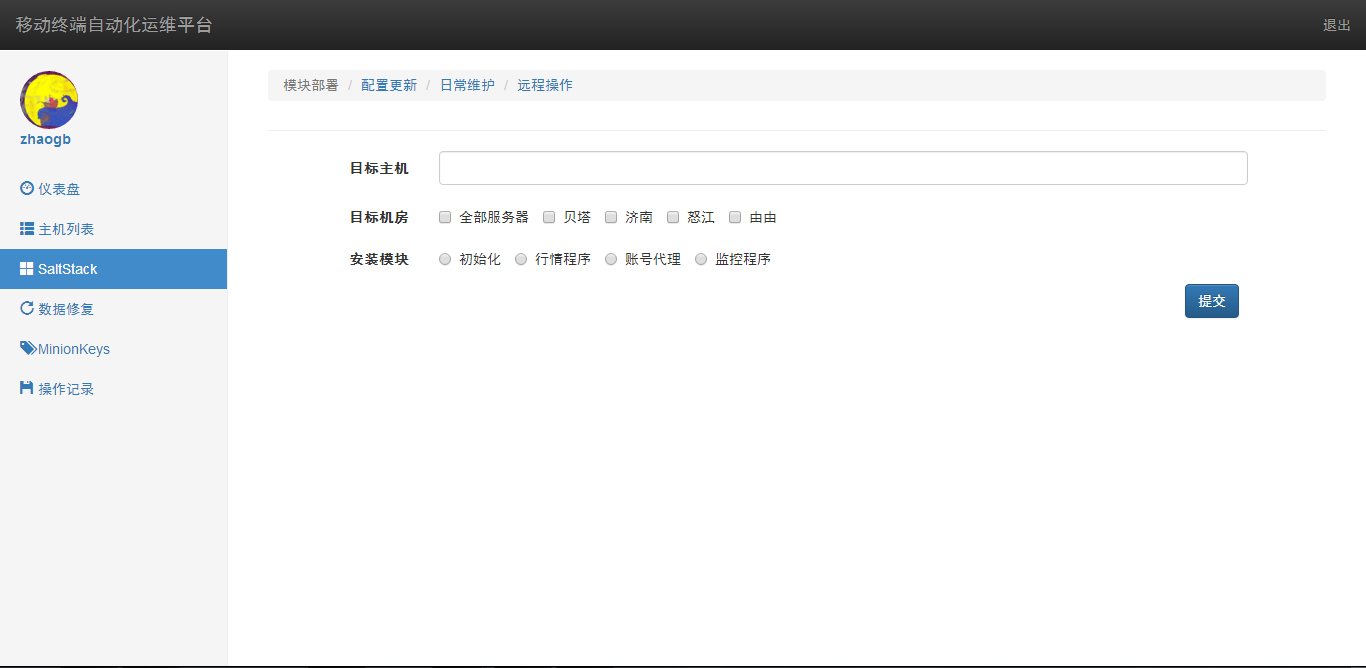 移动终端自动化运维平台 退出
zhaogb
仪表盘
主机列表
SaltStack
数据修复
MinionKeys
操作记录
模块部署 / 配置更新 / 日常维护 / 远程操作
目标主机
目标机房 全部服务器 贝塔 济南 怒江 由由
安装模块 初始化 行情程序 账号代理 监控程序
提交